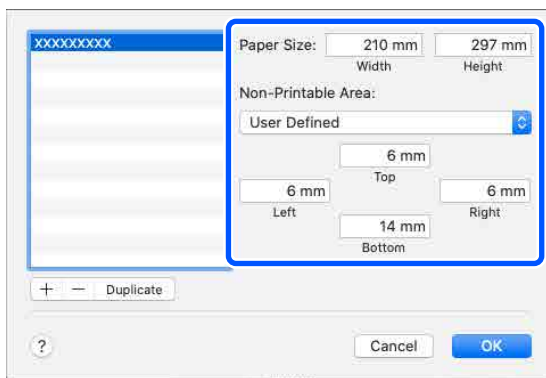 XXXXXXXXX
Paper Size: 210 mm 297 mm
Width Height
Non-Printable Area:
User Defined
6 mm
Top
6 mm 6 mm
Left Right
14 mm
Bottom
+ − Duplicate
? Cancel OK